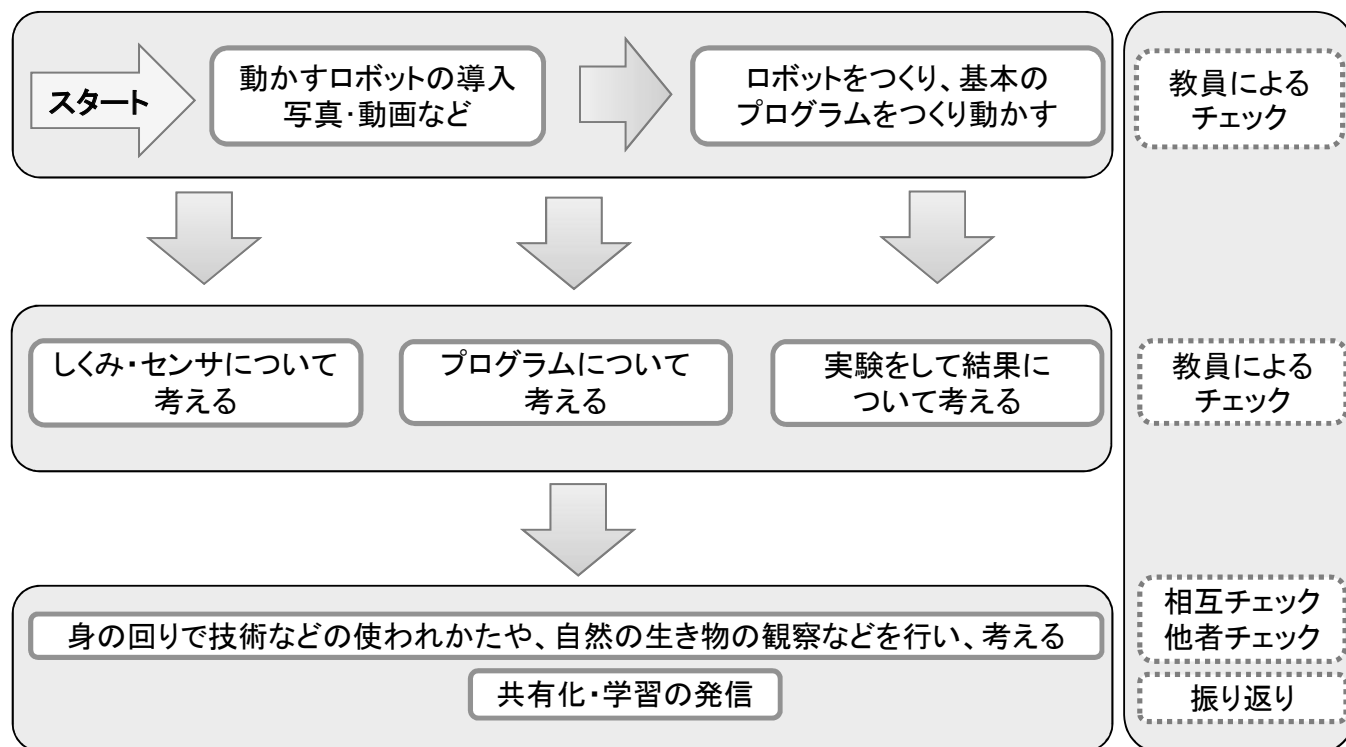 スタート
動かすロボットの導入
写真・動画など
ロボットをつくり、基本の
プログラムをつくり動かす
教員による
チェック
しくみ・センサについて
考える
プログラムについて
考える
実験をして結果に
ついて考える
教員による
チェック
身の回りで技術などの使われかたや、自然の生き物の観察などを行い、考える
共有化・学習の発信
相互チェック
他者チェック
振り返り